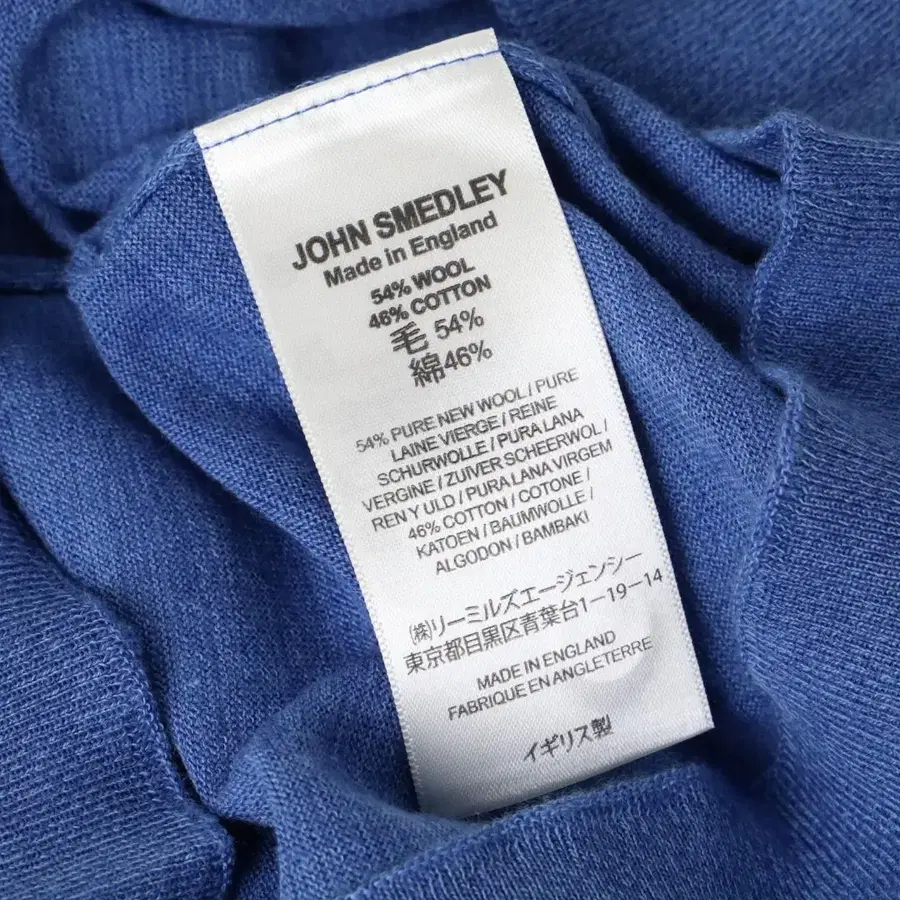 JOHN SMEDLEY
Made in England
54% WOOL
46% COTTON
毛 54%
綿46%
54% PURE NEW WOOL / PURE
LAINE VIERGE / REINE
SCHURWOLLE / PURA LANA
VERGINE / ZUIVER SCHEERWOL /
REN Y ULD / PURA LANA VIRGEM
46% COTTON / COTONE /
KATOEN / BAUMWOLLE /
ALGODON / BAMBAKI
㈱リーミルズエージェンシー
東京都目黒区青葉台1-19-14
MADE IN ENGLAND
FABRIQUE EN ANGLETERRE
イギリス製